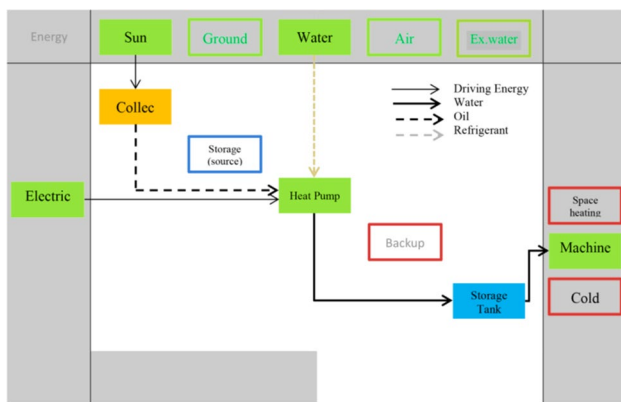 Energy
Sun
Ground
Water
Air
Ex.water
Collec
Driving Energy
Water
Oil
Refrigerant
Storage
(source)
Electric
Heat Pump
Space
heating
Backup
Machine
Storage
Tank
Cold